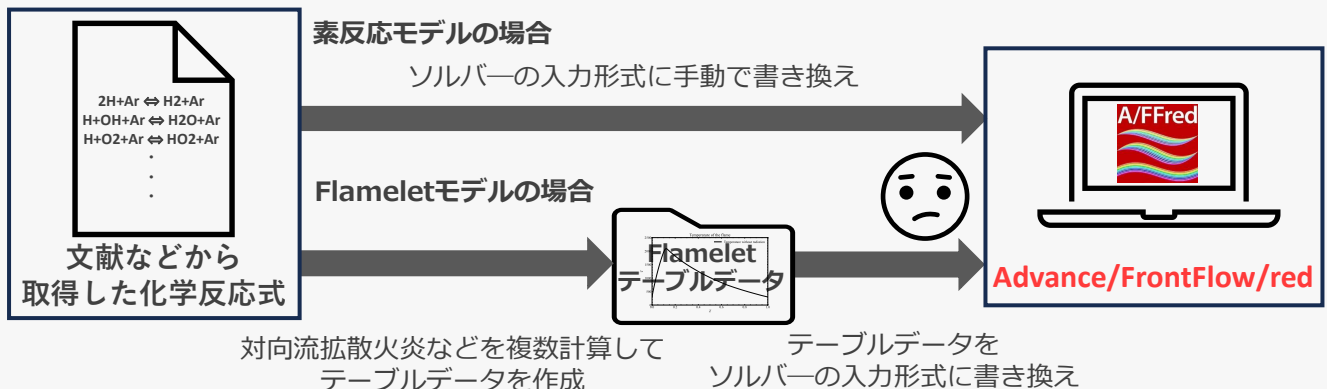 素反応モデルの場合
ソルバーの入力形式に手動で書き換え
2H+Ar ⇔ H2+Ar
H+OH+Ar ⇔ H2O+Ar
H+O2+Ar ⇔ HO2+Ar
・
・
・
文献などから
取得した化学反応式
Flameletモデルの場合
Flamelet
テーブルデータ
対向流拡散火炎などを複数計算して
テーブルデータを作成
テーブルデータを
ソルバーの入力形式に書き換え
A/FFred
Advance/FrontFlow/red